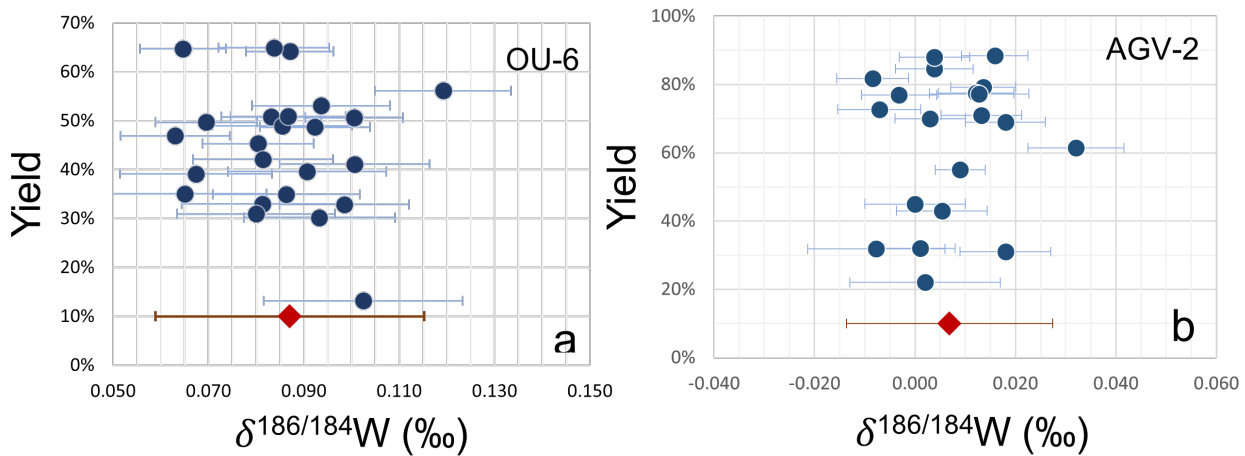 70%
60%
50%
40%
30%
20%
10%
0%
Yield
OU-6
a
0.050 0.070 0.090 0.110 0.130 0.150
δ186/184W (‰)
100%
80%
60%
40%
20%
0%
Yield
AGV-2
b
-0.040 -0.020 0.000 0.020 0.040 0.060
δ186/184W (‰)